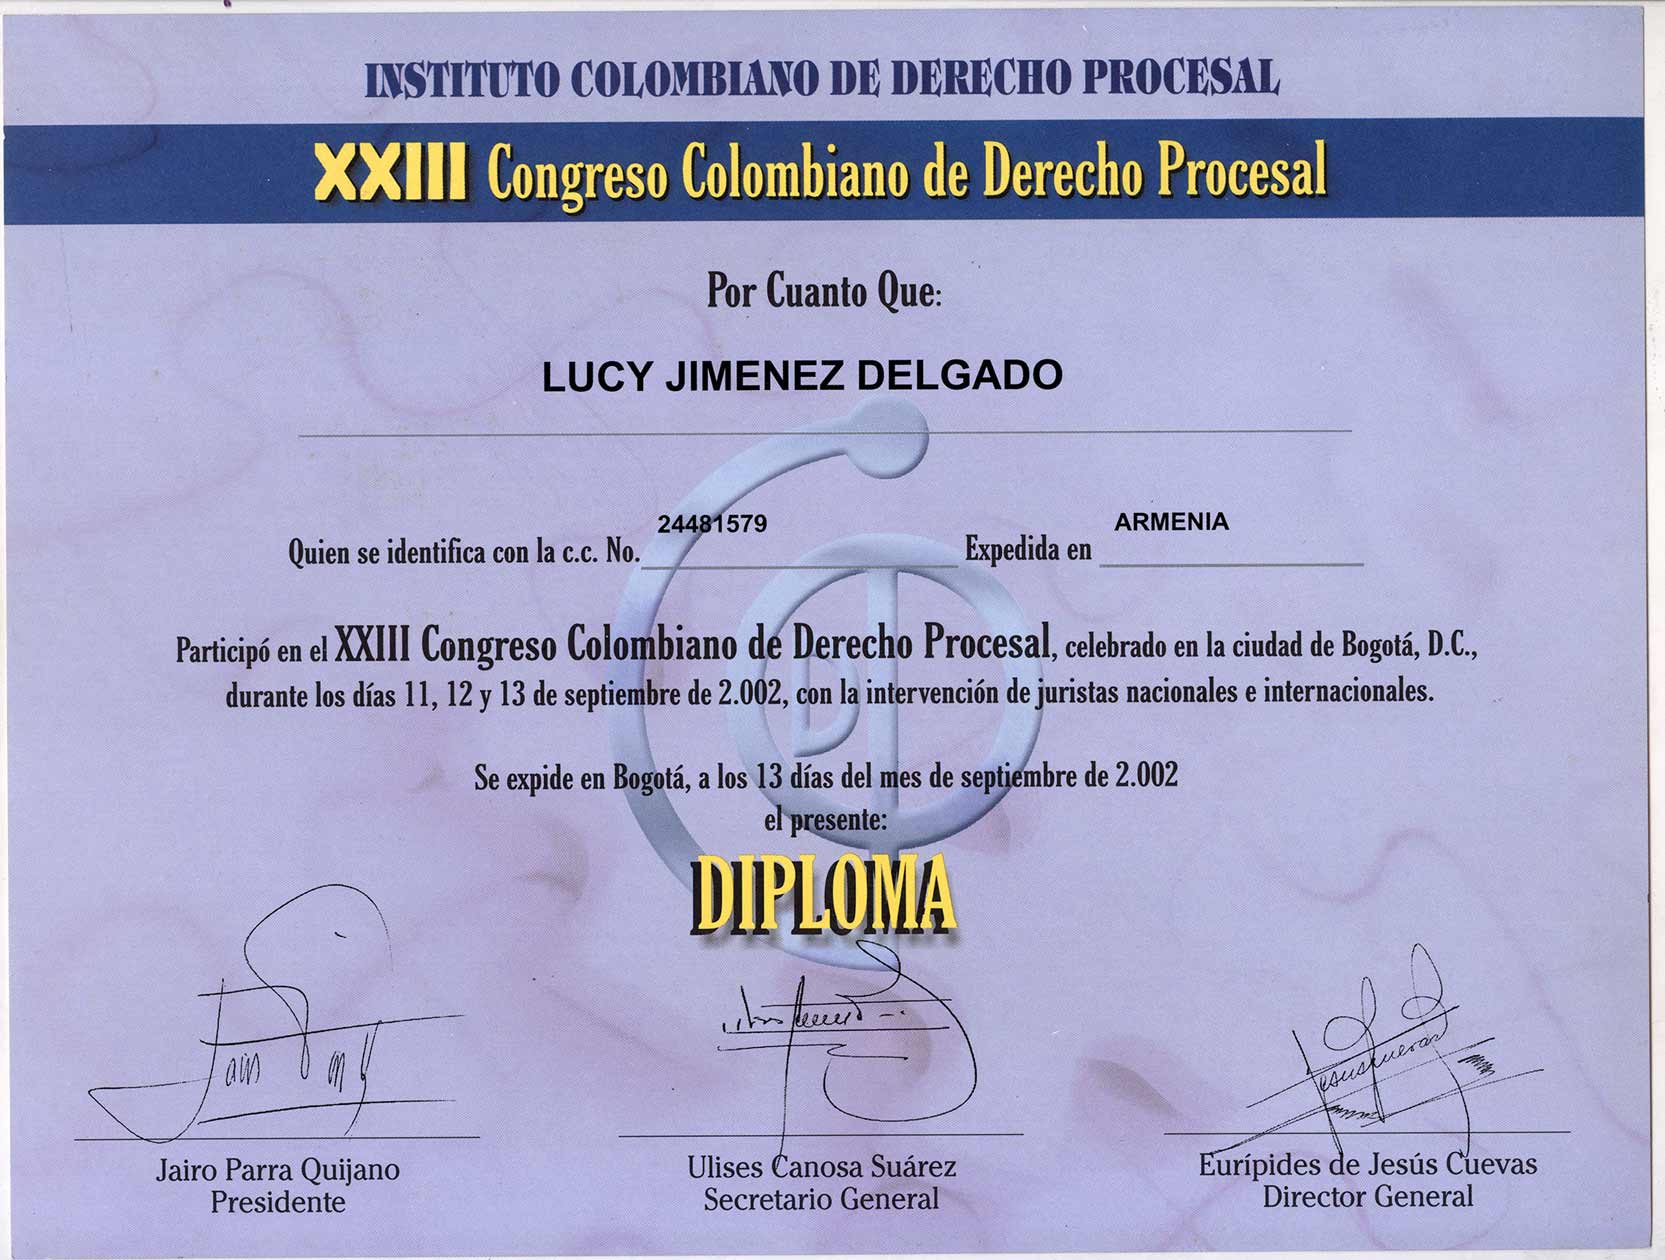 INSTITUTO COLOMBIANO DE DERECHO PROCESAL
XXIII Congreso Colombiano de Derecho Procesal
Por Cuanto Que:
LUCY JIMENEZ DELGADO
Quien se identifica con la c.c. No. 24481579 Expedida en ARMENIA
Participó en el XXIII Congreso Colombiano de Derecho Procesal, celebrado en la ciudad de Bogotá, D.C.,
durante los días 11, 12 y 13 de septiembre de 2.002, con la intervención de juristas nacionales e internacionales.
Se expide en Bogotá, a los 13 días del mes de septiembre de 2.002
el presente:
DIPLOMA
Jairo Parra Quijano
Presidente
Ulises Canosa Suárez
Secretario General
Eurípides de Jesús Cuevas
Director General